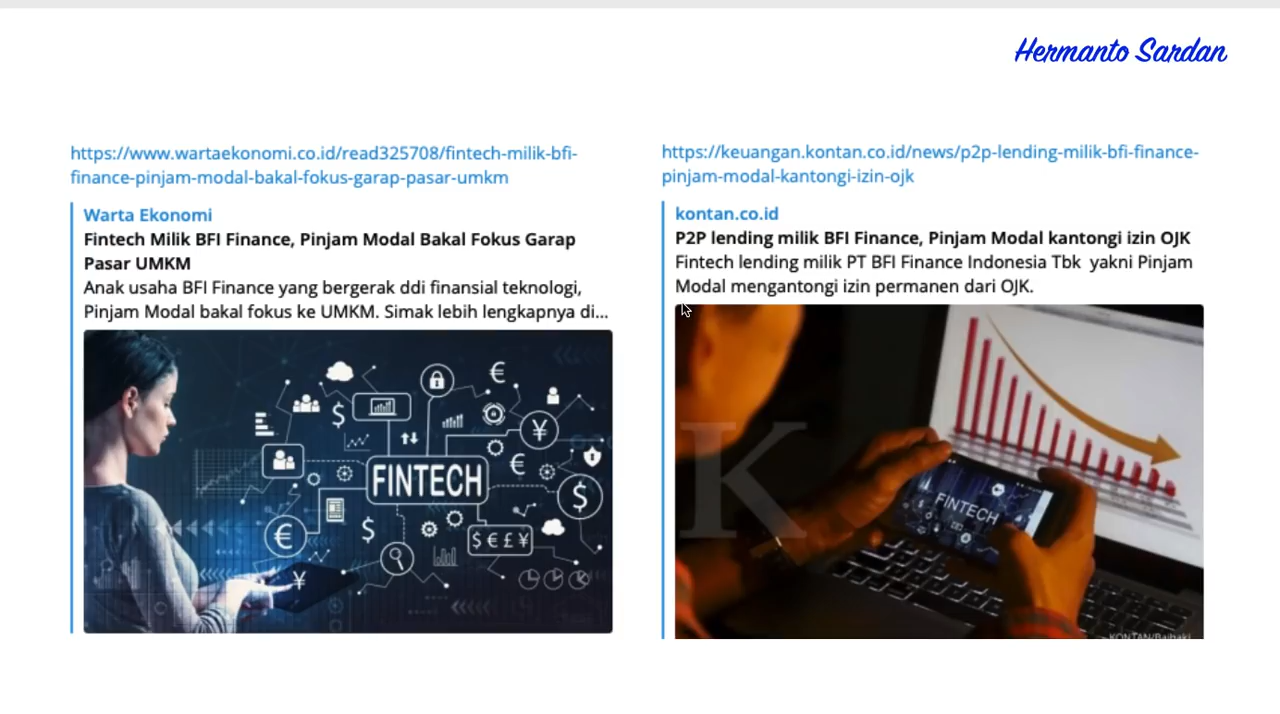 Hermanto Sardan
https://www.wartaekonomi.co.id/read325708/fintech-milik-bfi-
finance-pinjam-modal-bakal-fokus-garap-pasar-umkm
Warta Ekonomi
Fintech Milik BFI Finance, Pinjam Modal Bakal Fokus Garap
Pasar UMKM
Anak usaha BFI Finance yang bergerak ddi finansial teknologi,
Pinjam Modal bakal fokus ke UMKM. Simak lebih lengkapnya di...
FINTECH
$€£¥
https://keuangan.kontan.co.id/news/p2p-lending-milik-bfi-finance-
pinjam-modal-kantongi-izin-ojk
kontan.co.id
P2P lending milik BFI Finance, Pinjam Modal kantongi izin OJK
Fintech lending milik PT BFI Finance Indonesia Tbk yakni Pinjam
Modal mengantongi izin permanen dari OJK.
K
FINTECH
KONTAN/Baihaki